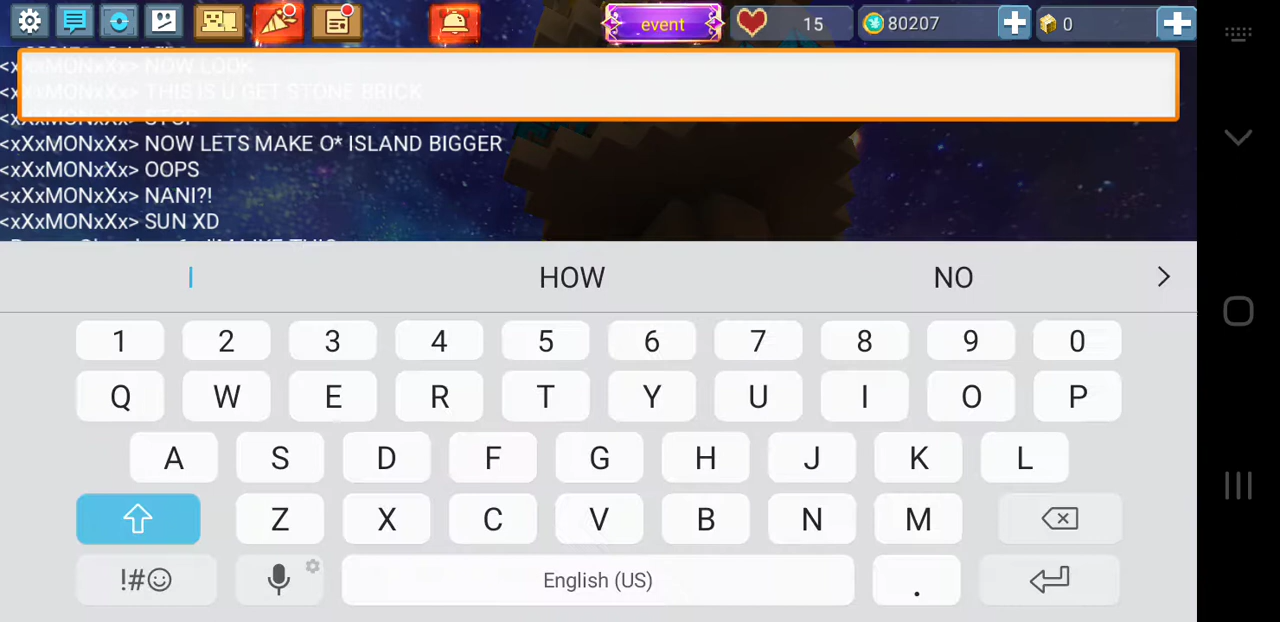 event
15
80207
0
<xXxMONxXx> NOW LOOK
<xXxMONxXx> THIS IS U GET STONE BRICK
<xXxMONxXx> STOP
<xXxMONxXx> NOW LETS MAKE O* ISLAND BIGGER
<xXxMONxXx> OOPS
<xXxMONxXx> NANI?!
<xXxMONxXx> SUN XD
I HOW NO
1 2 3 4 5 6 7 8 9 0
Q W E R T Y U I O P
A S D F G H J K L
Z X C V B N M
!#☺ English (US) .